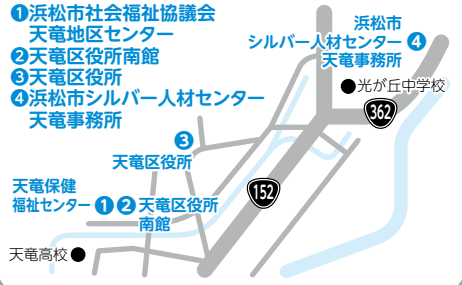 ❶浜松市社会福祉協議会
天竜地区センター
❷天竜区役所南館
❸天竜区役所
❹浜松市シルバー人材センター
天竜事務所
浜松市
シルバー人材センター ❹
天竜事務所
●光が丘中学校
362
❸
天竜区役所
152
天竜保健
福祉センター ❶ ❷ 天竜区役所
南館
天竜高校●